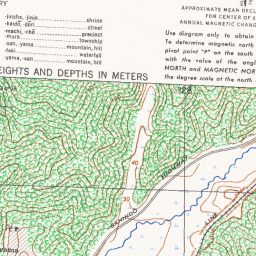 RY
-jinsha, -jinja
shrine
-kaidō, -dōri
street
-machi, -chō
precinct
-mura
township
-san, -yama
mountain, hill
-taki
waterfall
-yama, -san
mountain, hill
EIGHTS AND DEPTHS IN METERS
APPROXIMATE MEAN DECL
FOR CENTER OF S
ANNUAL MAGNETIC CHANG
Use diagram only to obtain
To determine magnetic north
pivot point "P" on the south
with the value of the angl
NORTH and MAGNETIC NOR
the degree scale at the north
40
30